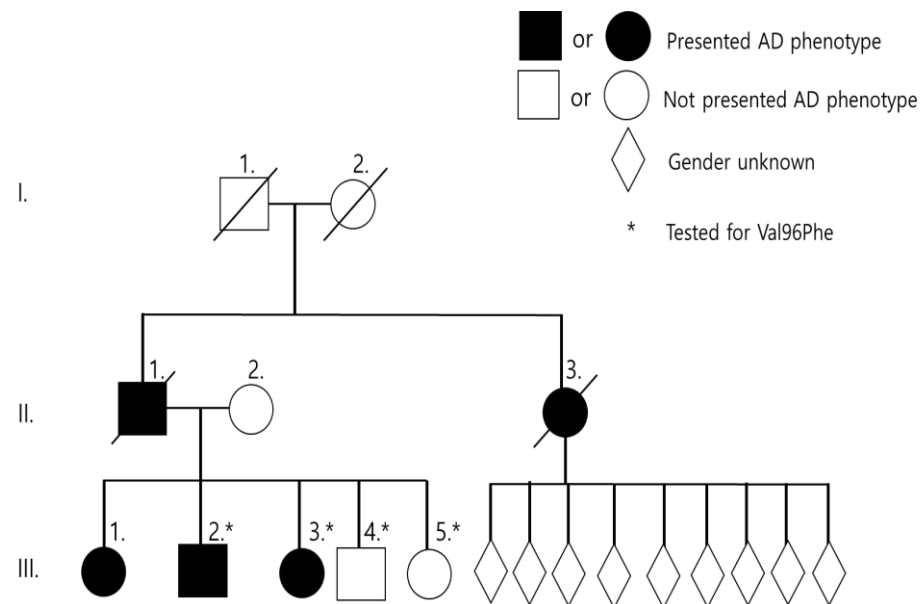 or Presented AD phenotype
or Not presented AD phenotype
Gender unknown
* Tested for Val96Phe
I.
1. 2.
II.
1. 2. 3.
III.
1. 2.* 3.* 4.* 5.*